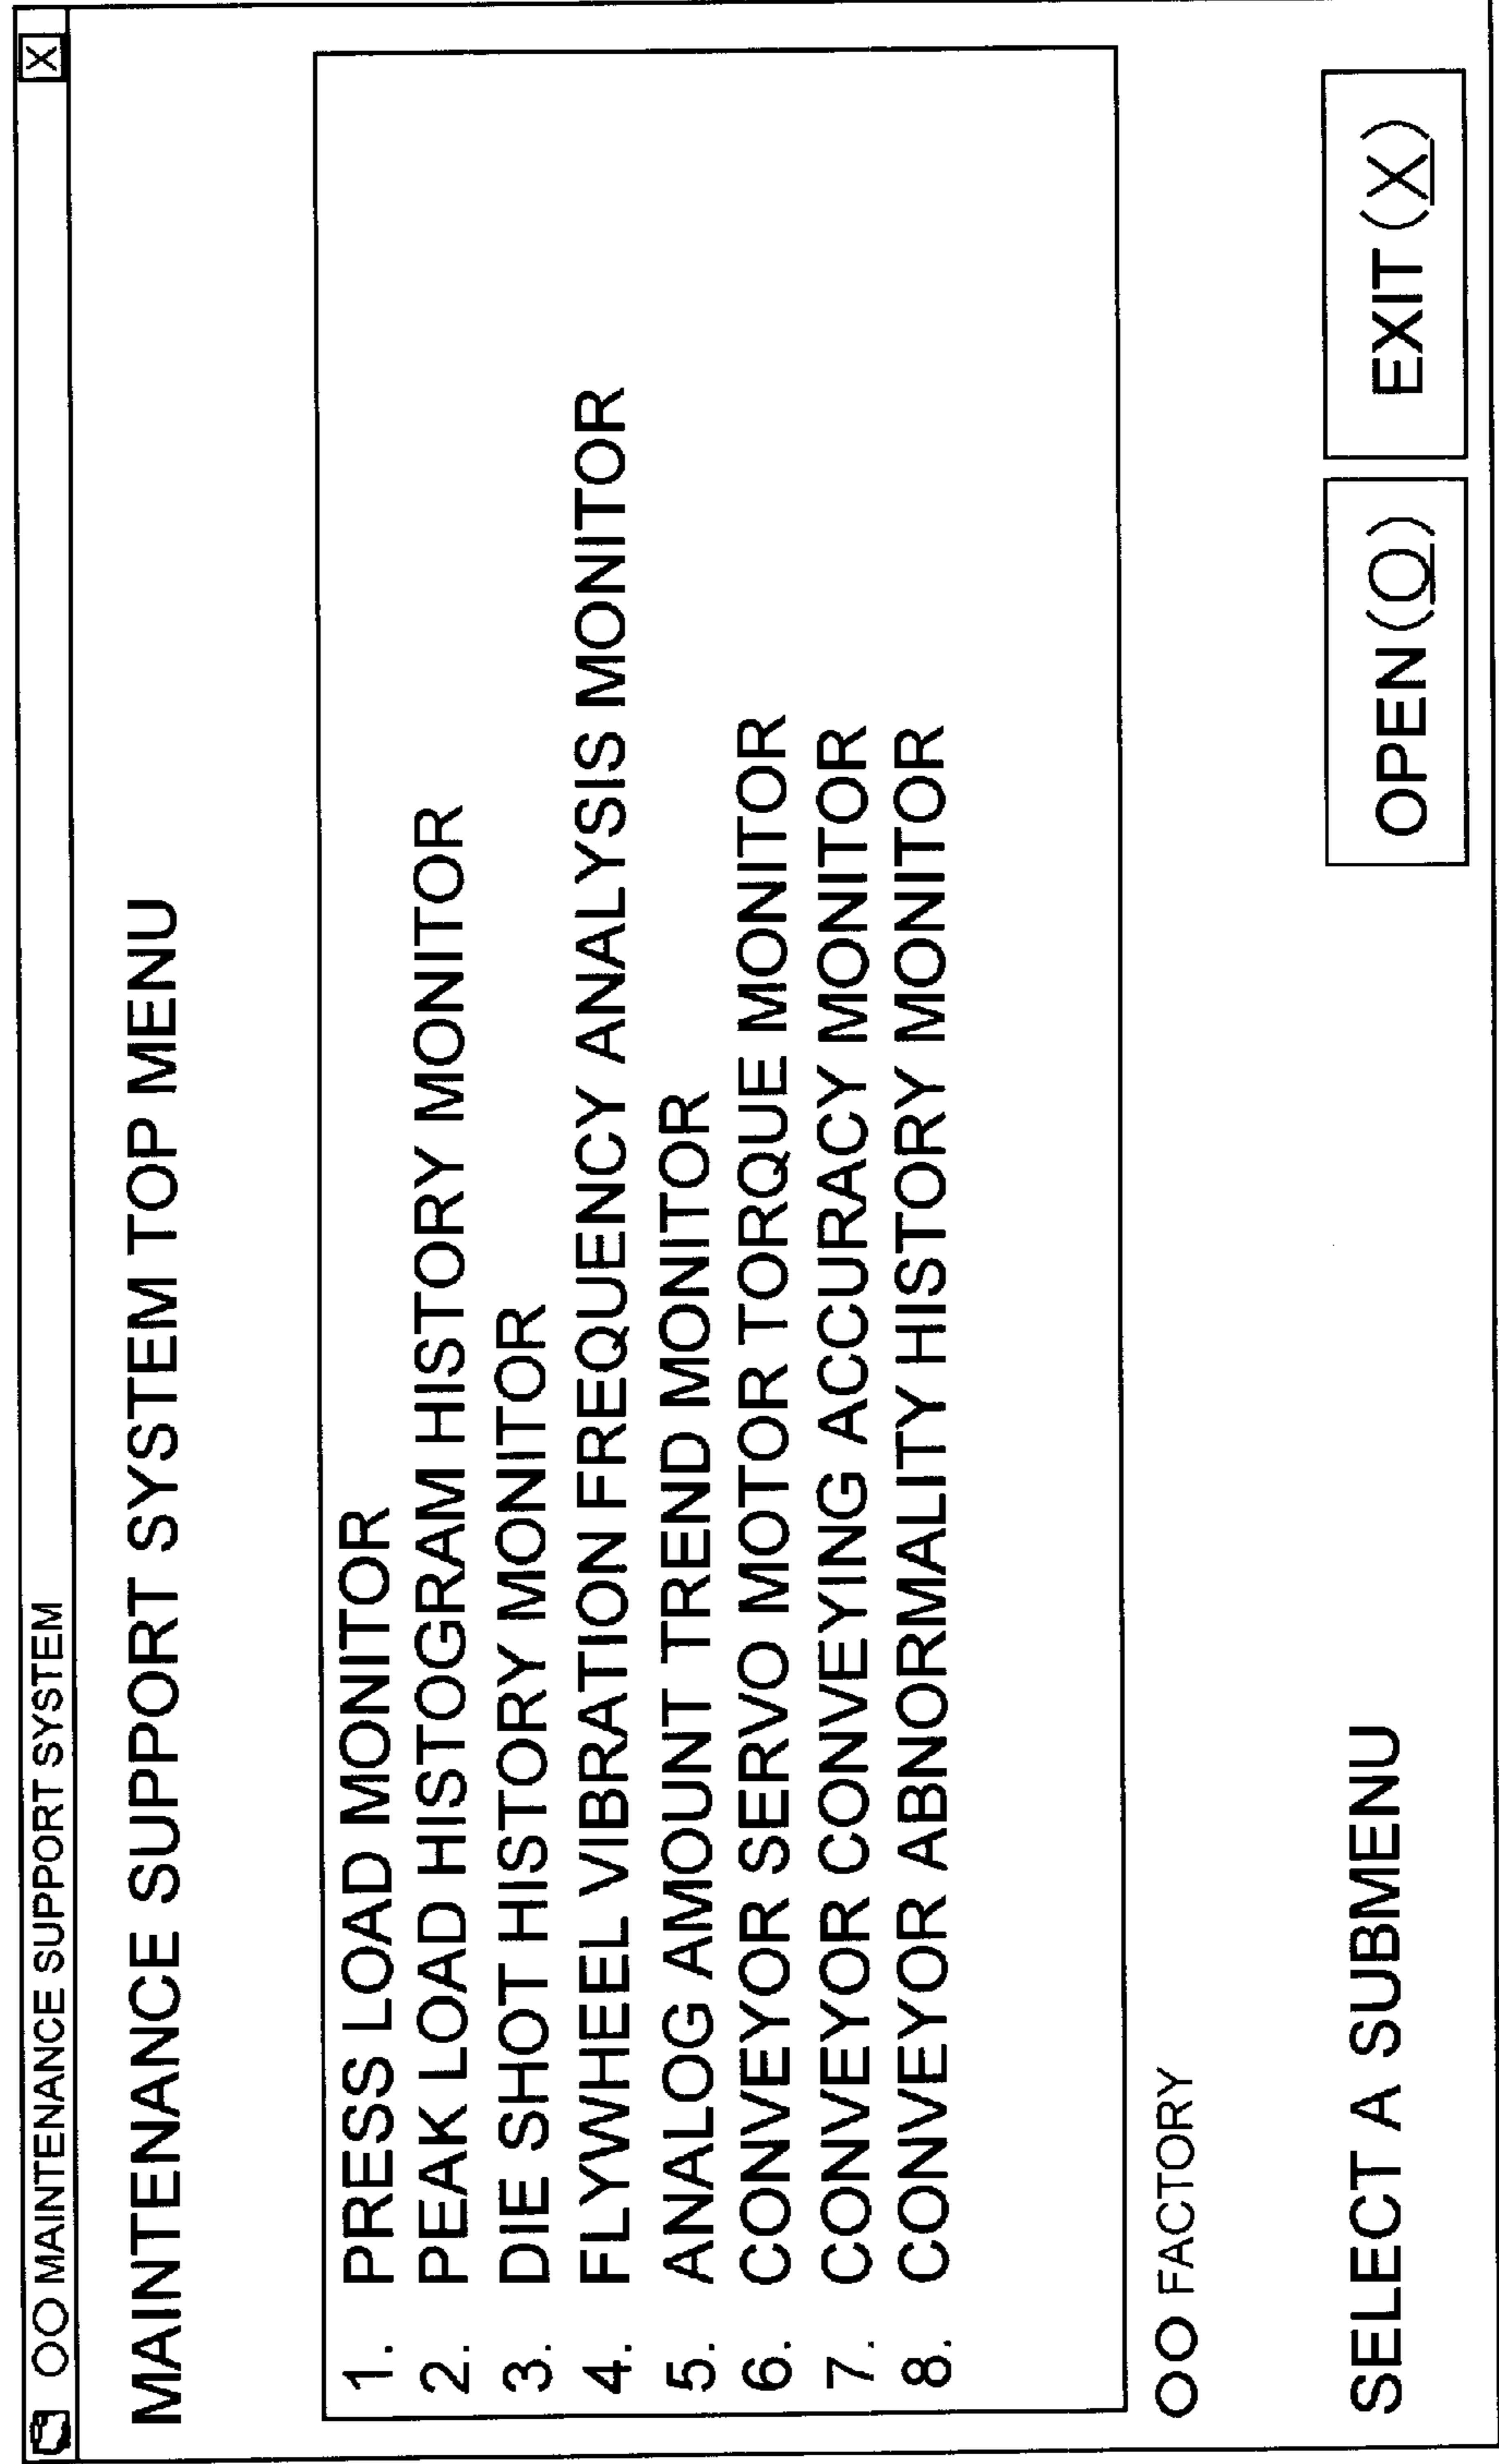 ○○ MAINTENANCE SUPPORT SYSTEM X
MAINTENANCE SUPPORT SYSTEM TOP MENU
1. PRESS LOAD MONITOR
2. PEAK LOAD HISTOGRAM HISTORY MONITOR
3. DIE SHOT HISTORY MONITOR
4. FLYWHEEL VIBRATION FREQUENCY ANALYSIS MONITOR
5. ANALOG AMOUNT TREND MONITOR
6. CONVEYOR SERVO MOTOR TORQUE MONITOR
7. CONVEYOR CONVEYING ACCURACY MONITOR
8. CONVEYOR ABNORMALITY HISTORY MONITOR
○○ FACTORY
SELECT A SUBMENU
OPEN (O)
EXIT (X)